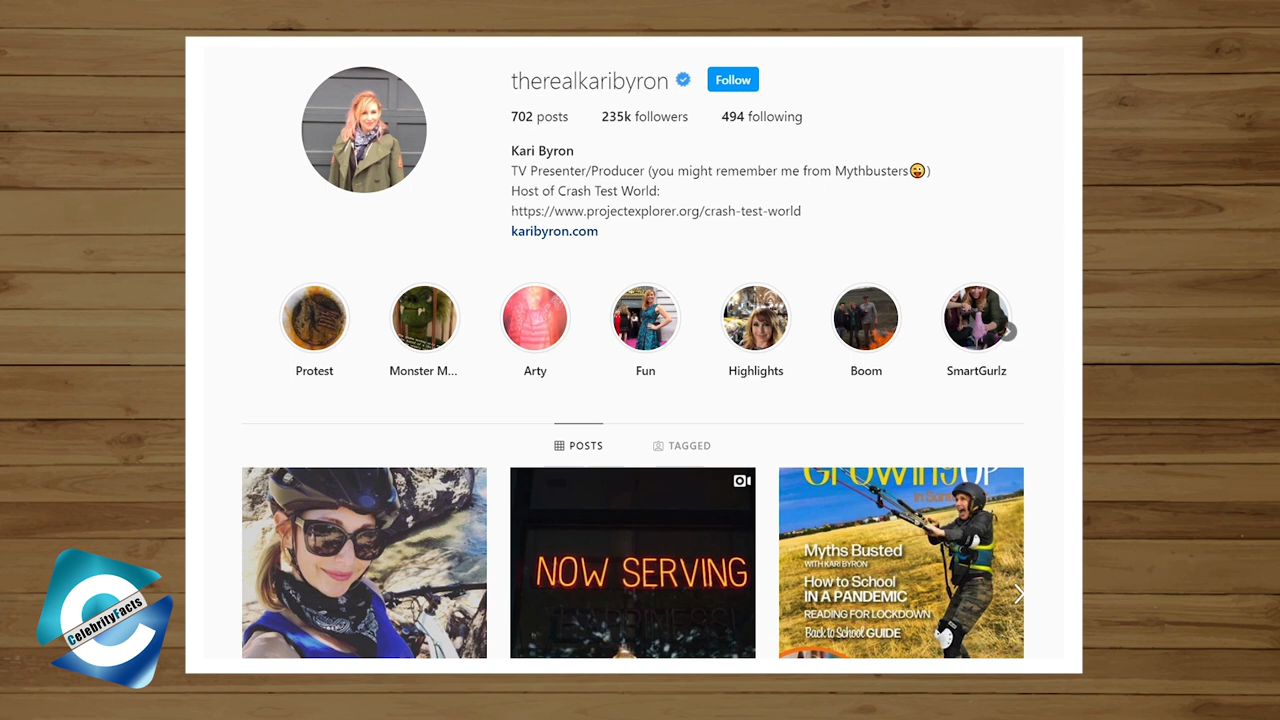 therealkaribyron Follow
702 posts 235k followers 494 following
Kari Byron
TV Presenter/Producer (you might remember me from Mythbusters😜)
Host of Crash Test World:
https://www.projectexplorer.org/crash-test-world
karibyron.com
Protest Monster M... Arty Fun Highlights Boom SmartGurlz
POSTS TAGGED
NOW SERVING
GrowingUP
Myths Busted
WITH KARI BYRON
How to School
IN A PANDEMIC
READING FOR LOCKDOWN
Back to School GUIDE
CelebrityFacts